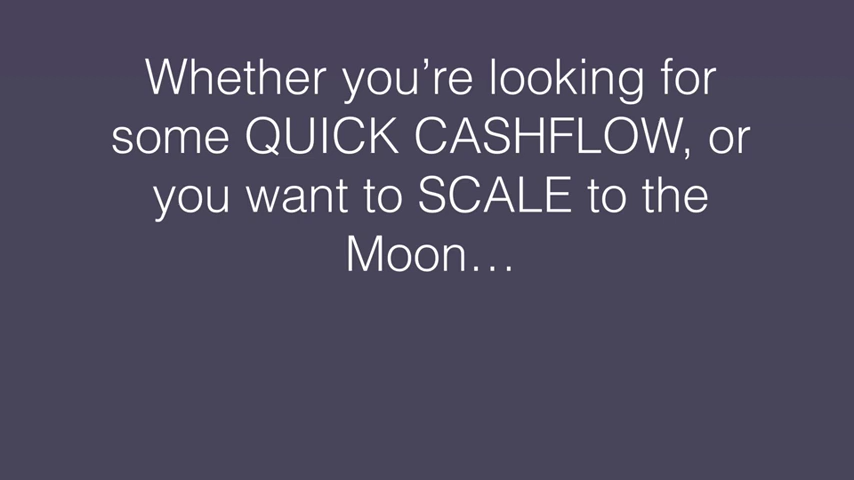 Whether you’re looking for
some QUICK CASHFLOW, or
you want to SCALE to the
Moon…